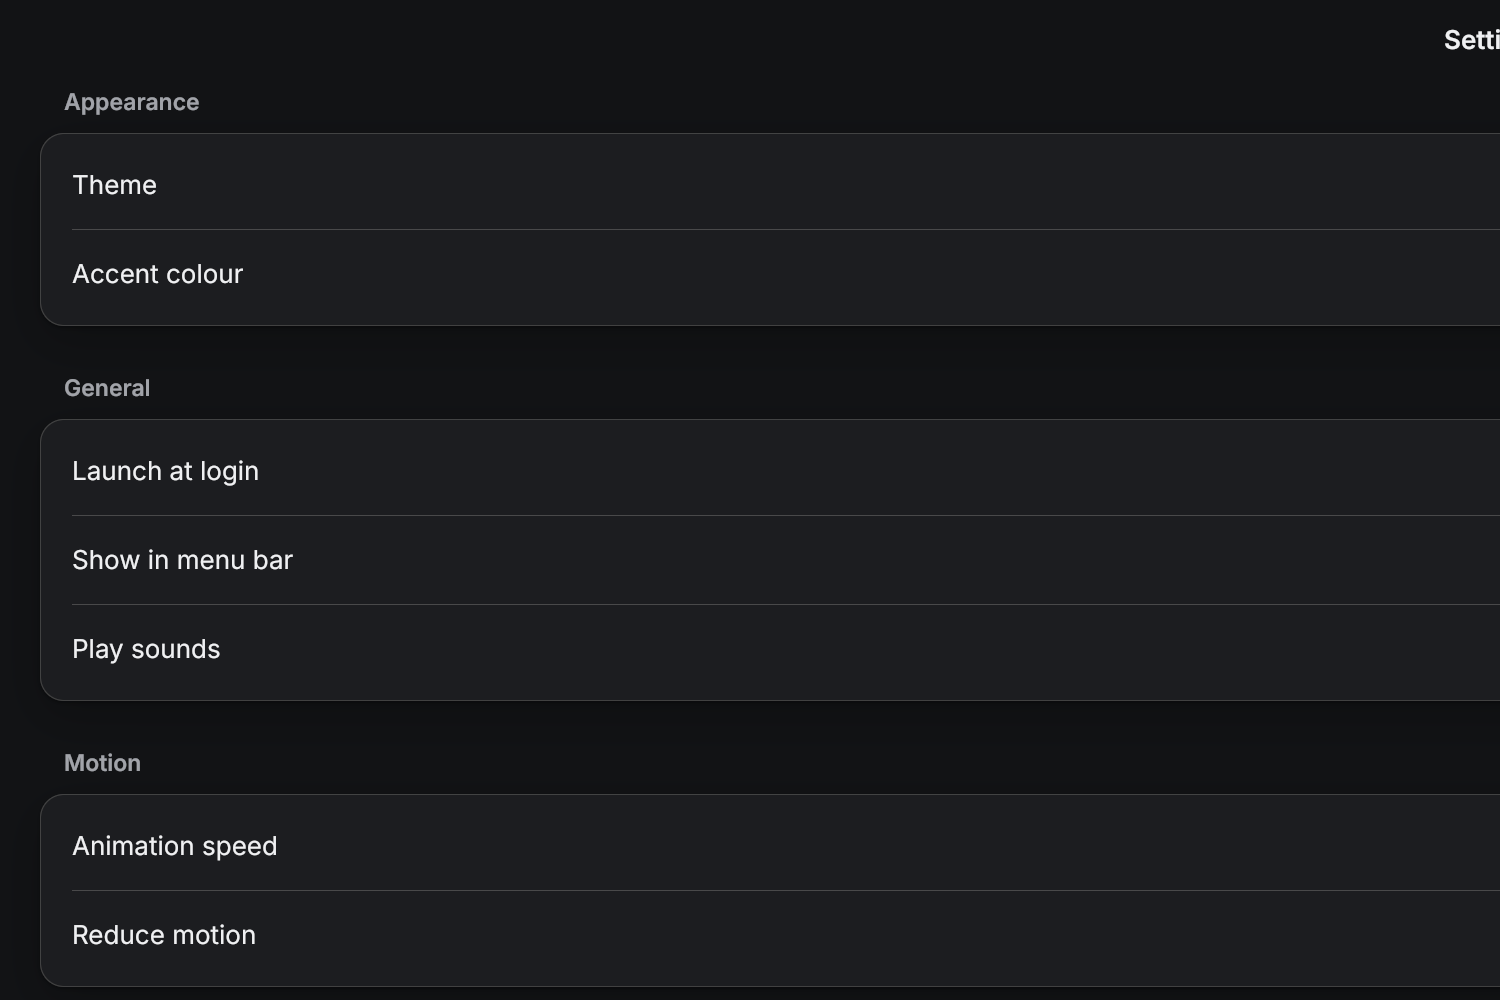 Setti
Appearance
Theme
Accent colour
General
Launch at login
Show in menu bar
Play sounds
Motion
Animation speed
Reduce motion